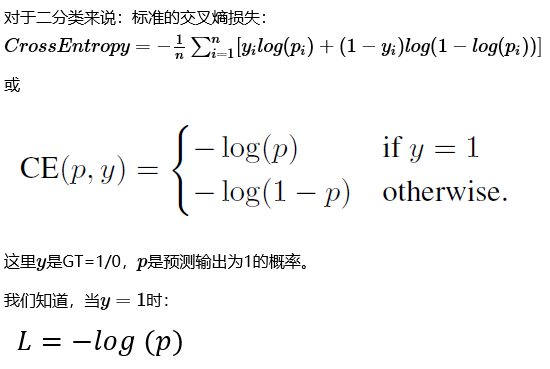 对于二分类来说：标准的交叉熵损失：
CrossEntropy = −\frac{1}{n} \sum_{i=1}^{n}[y_i log(p_i) + (1 − y_i)log(1 − log(p_i))]
或
CE(p, y) = { −log(p) if y = 1
−log(1 − p) otherwise.
这里y是GT=1/0，p是预测输出为1的概率。
我们知道，当y = 1时：
L = −log (p)